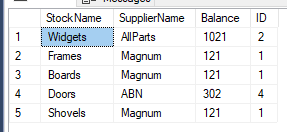 Messages
StockName SupplierName Balance ID
1 Widgets AllParts 1021 2
2 Frames Magnum 121 1
3 Boards Magnum 121 1
4 Doors ABN 302 4
5 Shovels Magnum 121 1